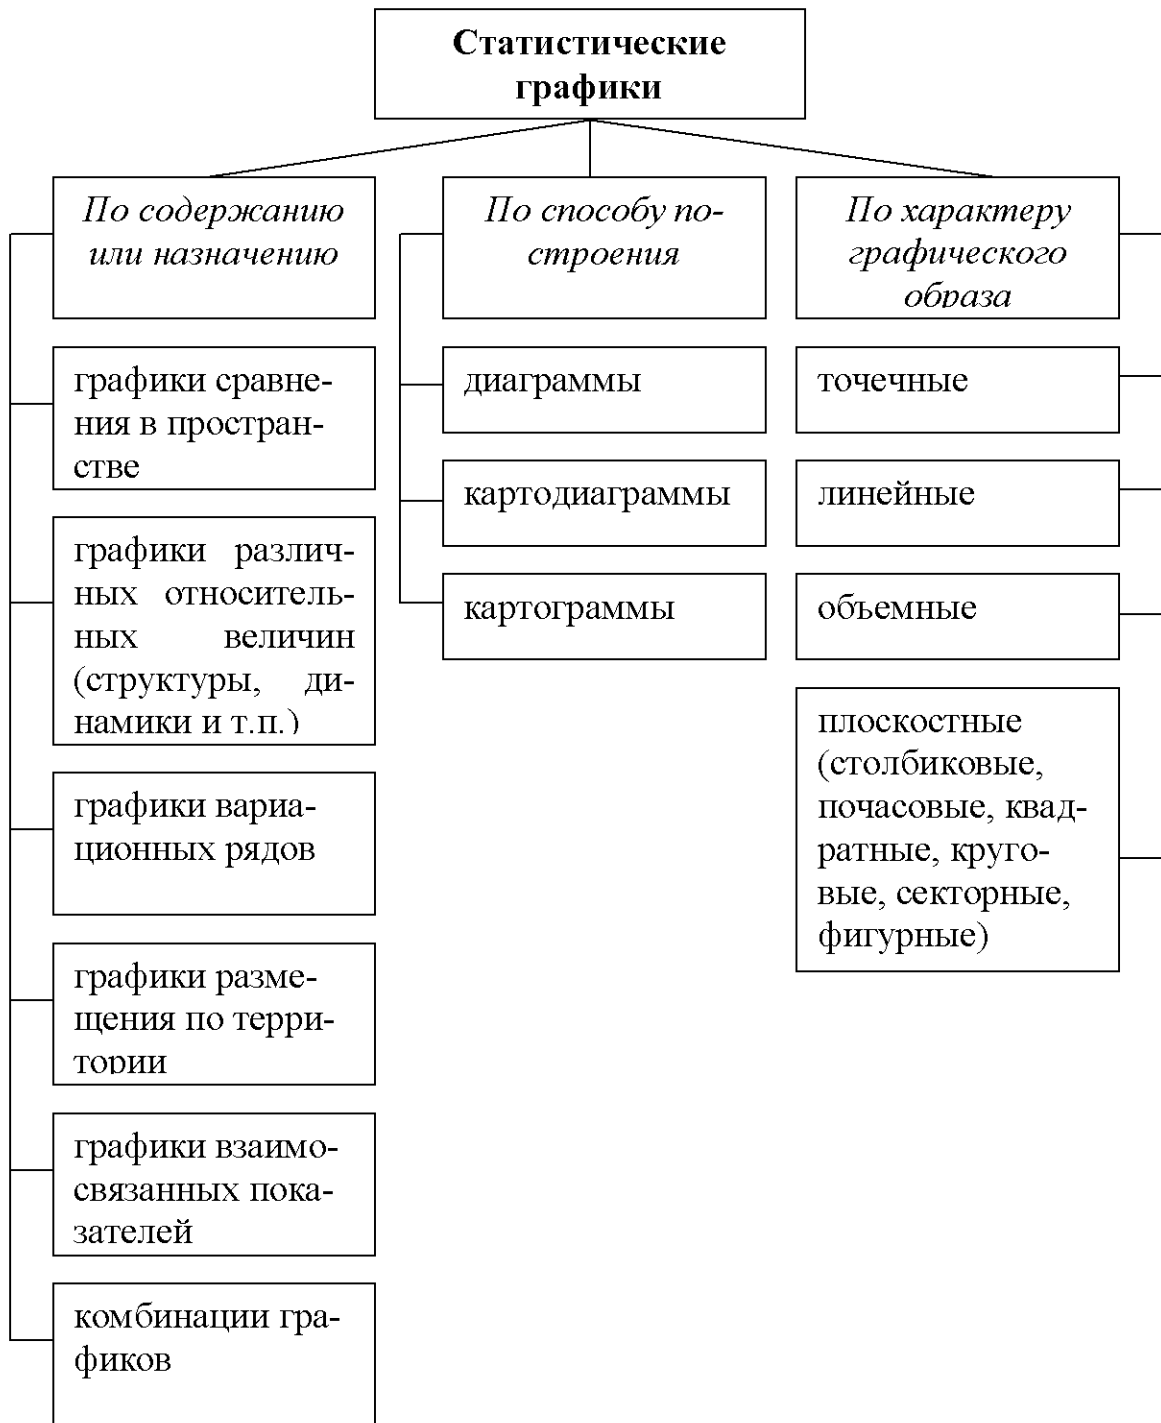 Статистические
графики
По содержанию
или назначению
графики сравне-
ния в простран-
стве
графики различ-
ных относитель-
ных величин
(структуры, ди-
намики и т.п.)
графики вариа-
ционных рядов
графики разме-
щения по терри-
тории
графики взаимо-
связанных пока-
зателей
комбинации гра-
фиков
По способу по-
строения
диаграммы
картодиаграммы
картограммы
По характеру
графического
образа
точечные
линейные
объемные
плоскостные
(столбиковые,
почасовые, квад-
ратные, круго-
вые, секторные,
фигурные)